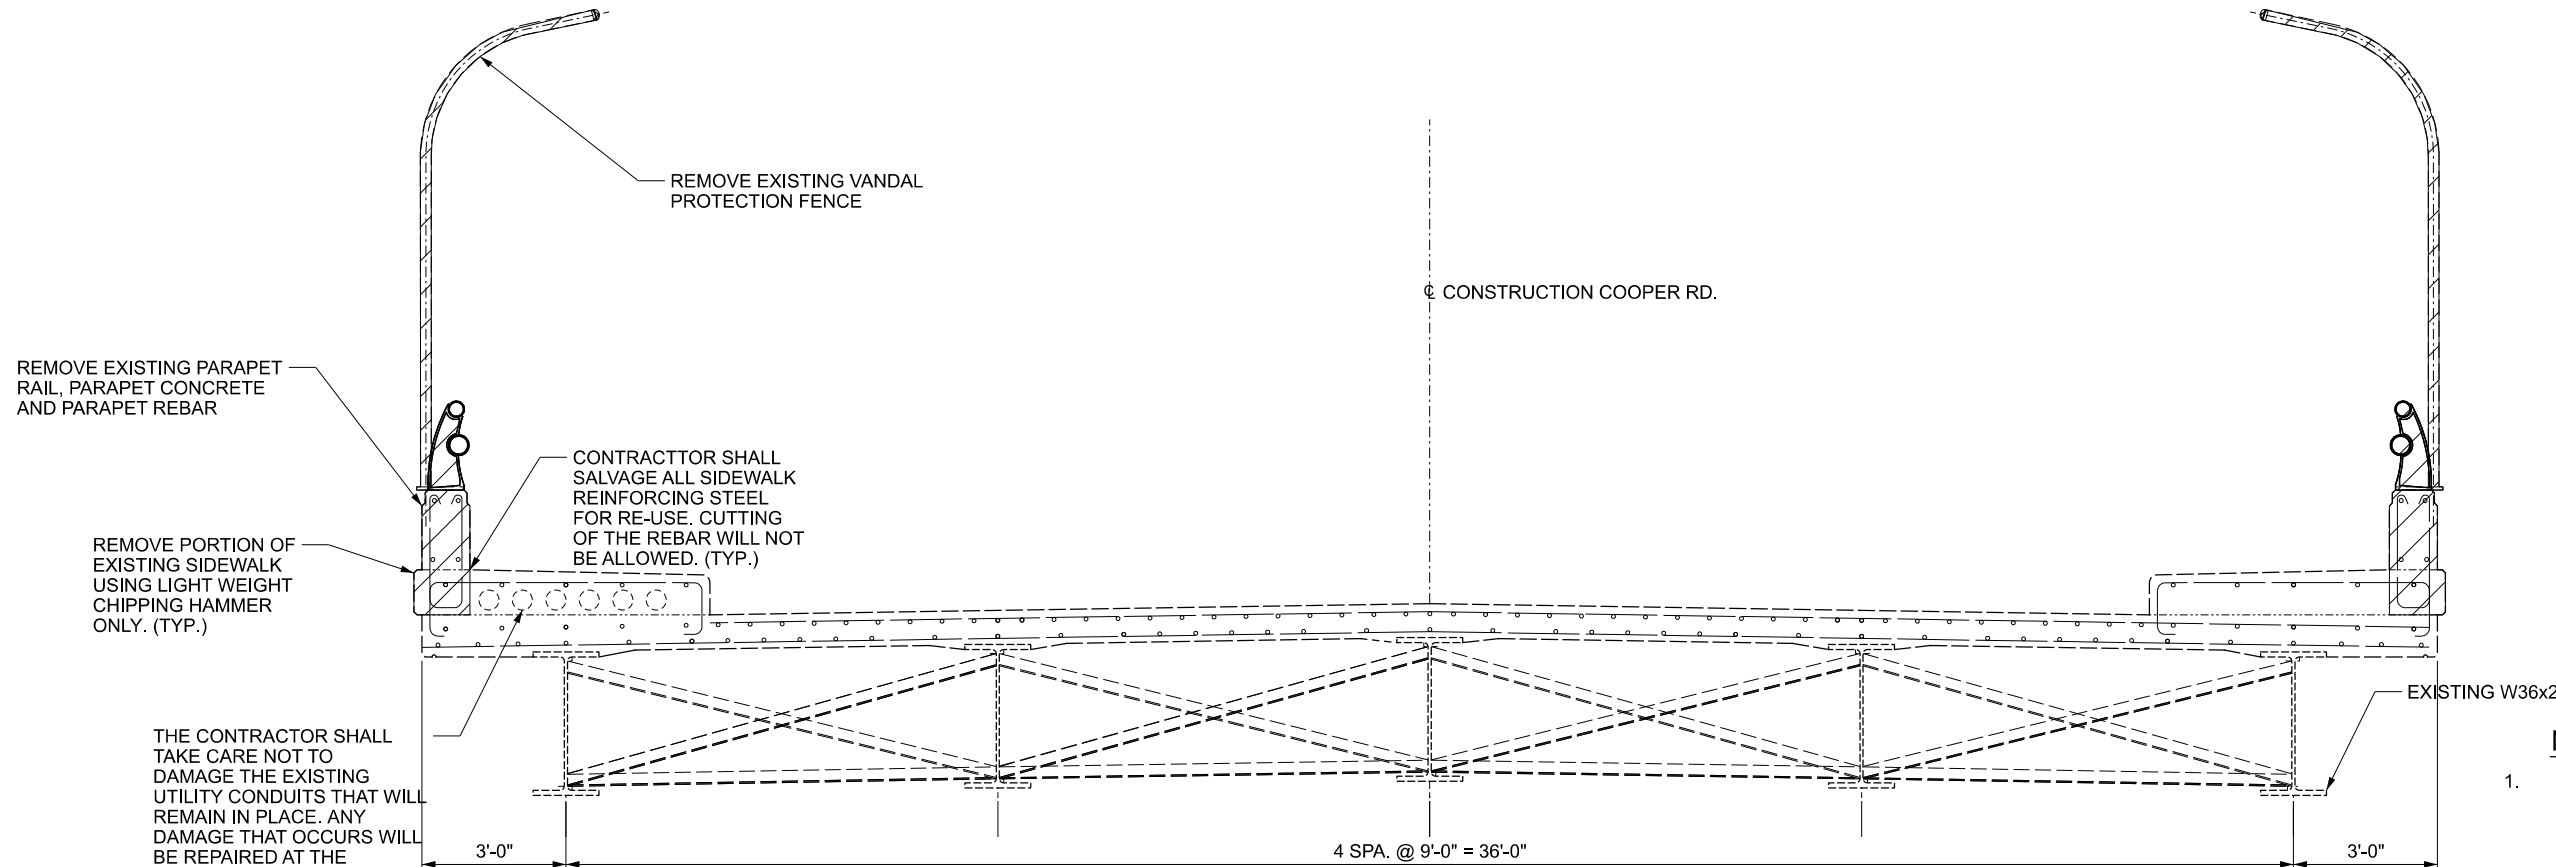 REMOVE EXISTING VANDAL
PROTECTION FENCE
℄ CONSTRUCTION COOPER RD.
REMOVE EXISTING PARAPET
RAIL, PARAPET CONCRETE
AND PARAPET REBAR
CONTRACTTOR SHALL
SALVAGE ALL SIDEWALK
REINFORCING STEEL
FOR RE-USE. CUTTING
OF THE REBAR WILL NOT
BE ALLOWED. (TYP.)
REMOVE PORTION OF
EXISTING SIDEWALK
USING LIGHT WEIGHT
CHIPPING HAMMER
ONLY. (TYP.)
EXISTING W36x2
THE CONTRACTOR SHALL
TAKE CARE NOT TO
DAMAGE THE EXISTING
UTILITY CONDUITS THAT WILL
REMAIN IN PLACE. ANY
DAMAGE THAT OCCURS WILL
BE REPAIRED AT THE
1.
3'-0"
4 SPA. @ 9'-0" = 36'-0"
3'-0"